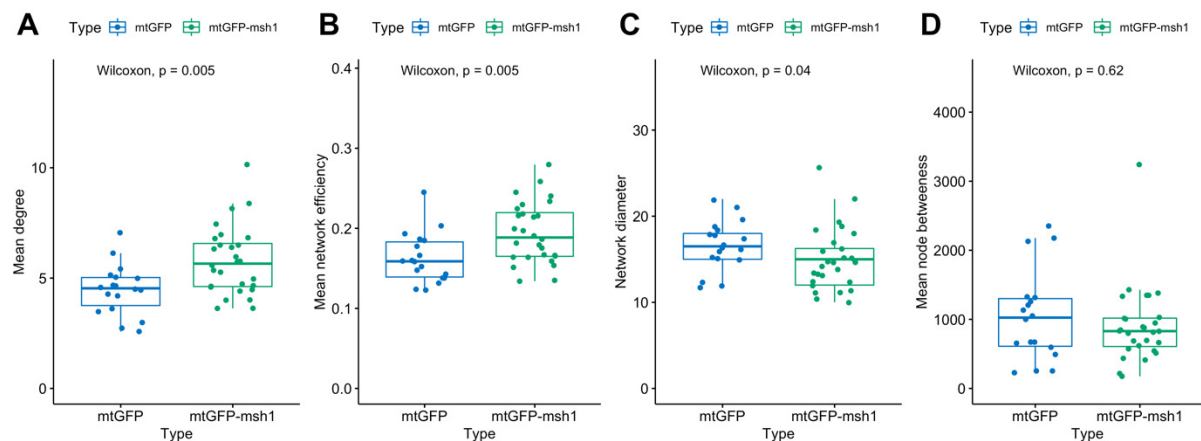 A
Type mtGFP mtGFP-msh1
Wilcoxon, p = 0.005
Mean degree
10
5
0
mtGFP mtGFP-msh1
Type
B
Type mtGFP mtGFP-msh1
Wilcoxon, p = 0.005
Mean network efficiency
0.4
0.3
0.2
0.1
0.0
mtGFP mtGFP-msh1
Type
C
Type mtGFP mtGFP-msh1
Wilcoxon, p = 0.04
Network diameter
30
20
10
0
mtGFP mtGFP-msh1
Type
D
Type mtGFP mtGFP-msh1
Wilcoxon, p = 0.62
Mean node betweeness
4000
3000
2000
1000
0
mtGFP mtGFP-msh1
Type